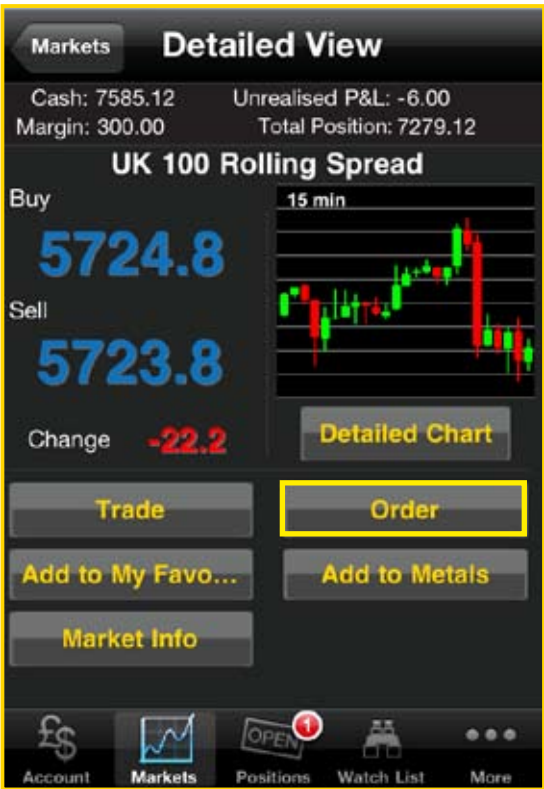 Markets
Detailed View
Cash: 7585.12 Unrealised P&L: -6.00
Margin: 300.00 Total Position: 7279.12
UK 100 Rolling Spread
Buy
15 min
5724.8
Sell
5723.8
Change -22.2
Detailed Chart
Trade
Order
Add to My Favo...
Add to Metals
Market Info
£$
OPEN
1
Account Markets Positions Watch List More